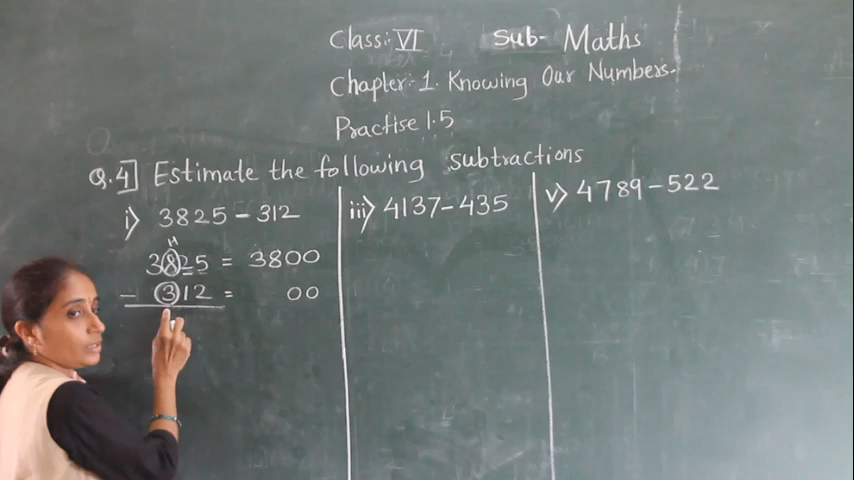 Class:- VI Sub- Maths
Chapter:- 1. Knowing Our Numbers.
Practise 1.5
Q.4] Estimate the following subtractions
i) 3825 - 312
H
3825 = 3800
- 312 = 00
iii) 4137-435
v) 4789-522